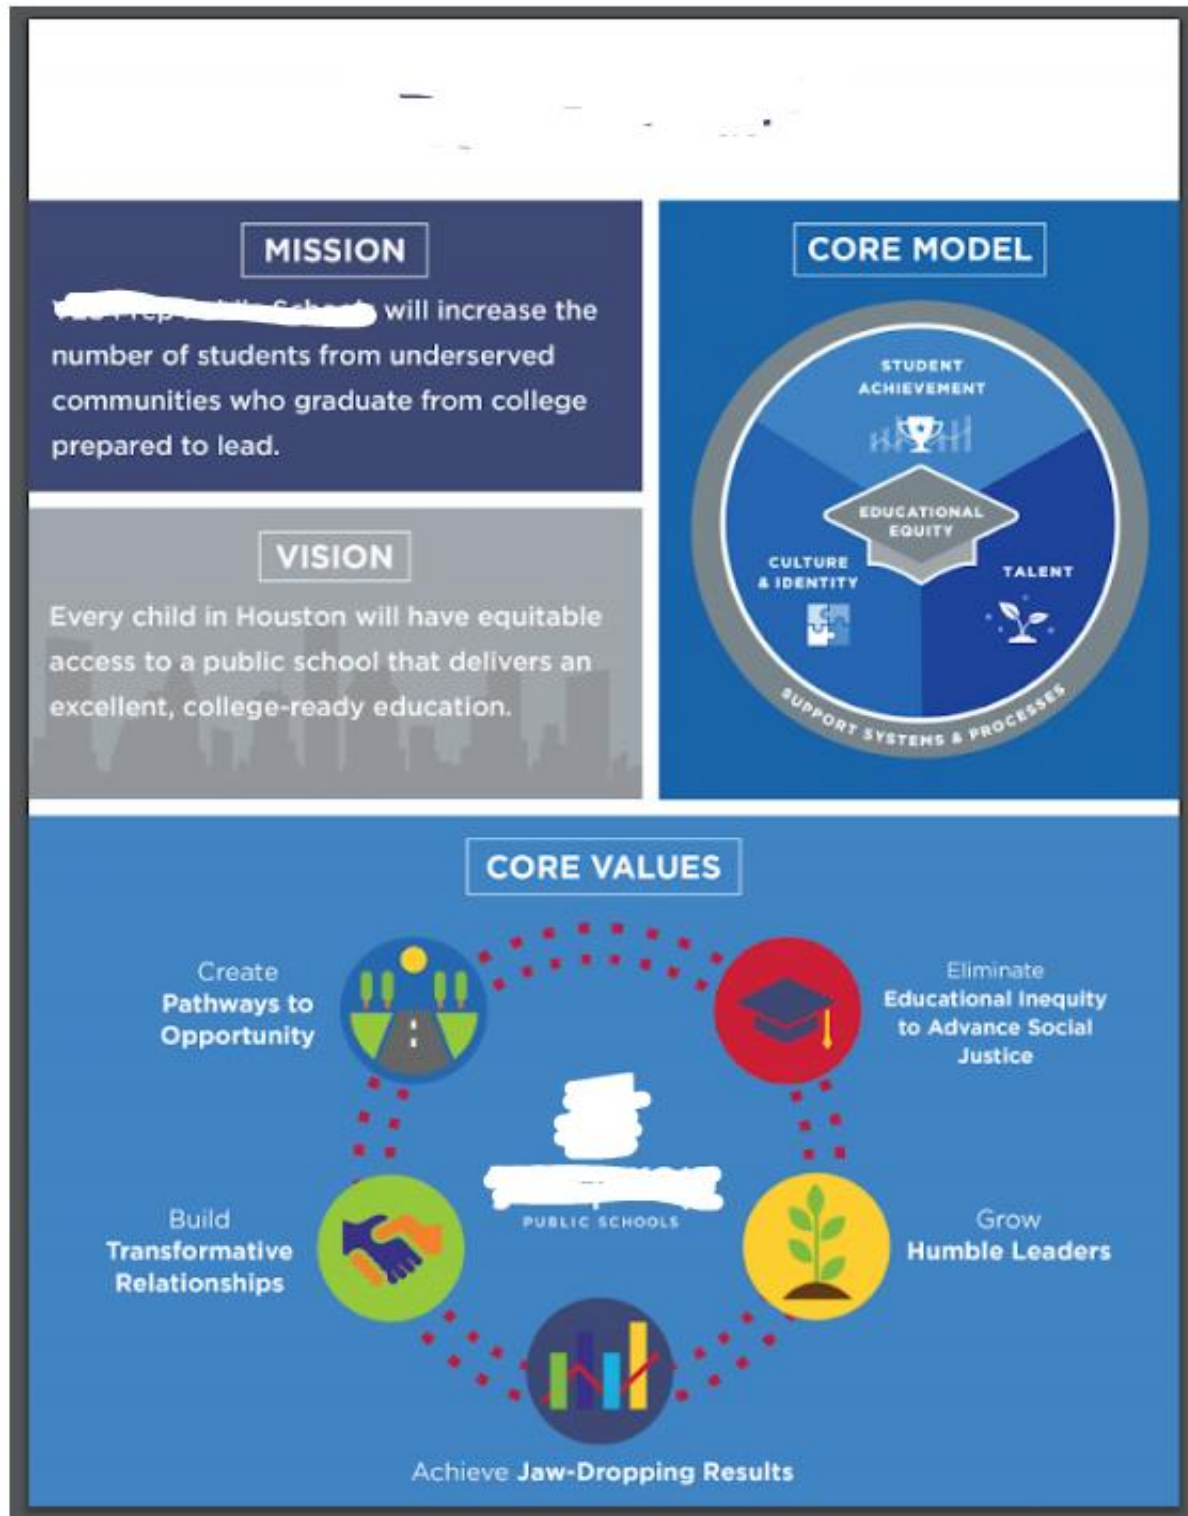 MISSION
will increase the
number of students from underserved
communities who graduate from college
prepared to lead.
VISION
Every child in Houston will have equitable
access to a public school that delivers an
excellent, college-ready education.
CORE MODEL
STUDENT
ACHIEVEMENT
EDUCATIONAL
EQUITY
CULTURE
& IDENTITY
TALENT
SUPPORT SYSTEMS & PROCESSES
CORE VALUES
Create
Pathways to
Opportunity
Eliminate
Educational Inequity
to Advance Social
Justice
PUBLIC SCHOOLS
Build
Transformative
Relationships
Grow
Humble Leaders
Achieve Jaw-Dropping Results